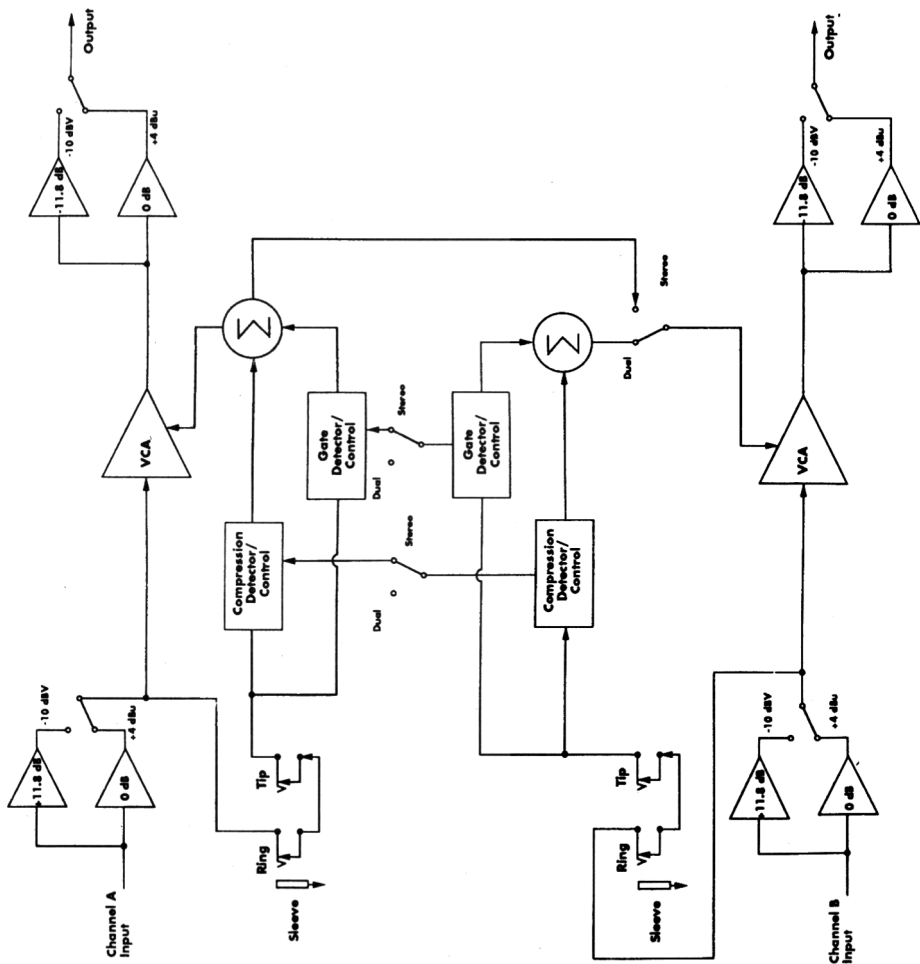 Channel A
Input
+11.8 dB
0 dB
-10 dBV
+4 dBu
VCA
-11.8 dB
0 dB
-10 dBV
+4 dBu
Output
Ring
Tip
Sleeve
Compression
Detector/
Control
Gate
Detector/
Control
Σ
Dual
Stereo
Dual
Stereo
Compression
Detector/
Control
Gate
Detector/
Control
Σ
Dual
Stereo
Ring
Tip
Sleeve
Channel B
Input
+11.8 dB
0 dB
-10 dBV
+4 dBu
VCA
-11.8 dB
0 dB
-10 dBV
+4 dBu
Output